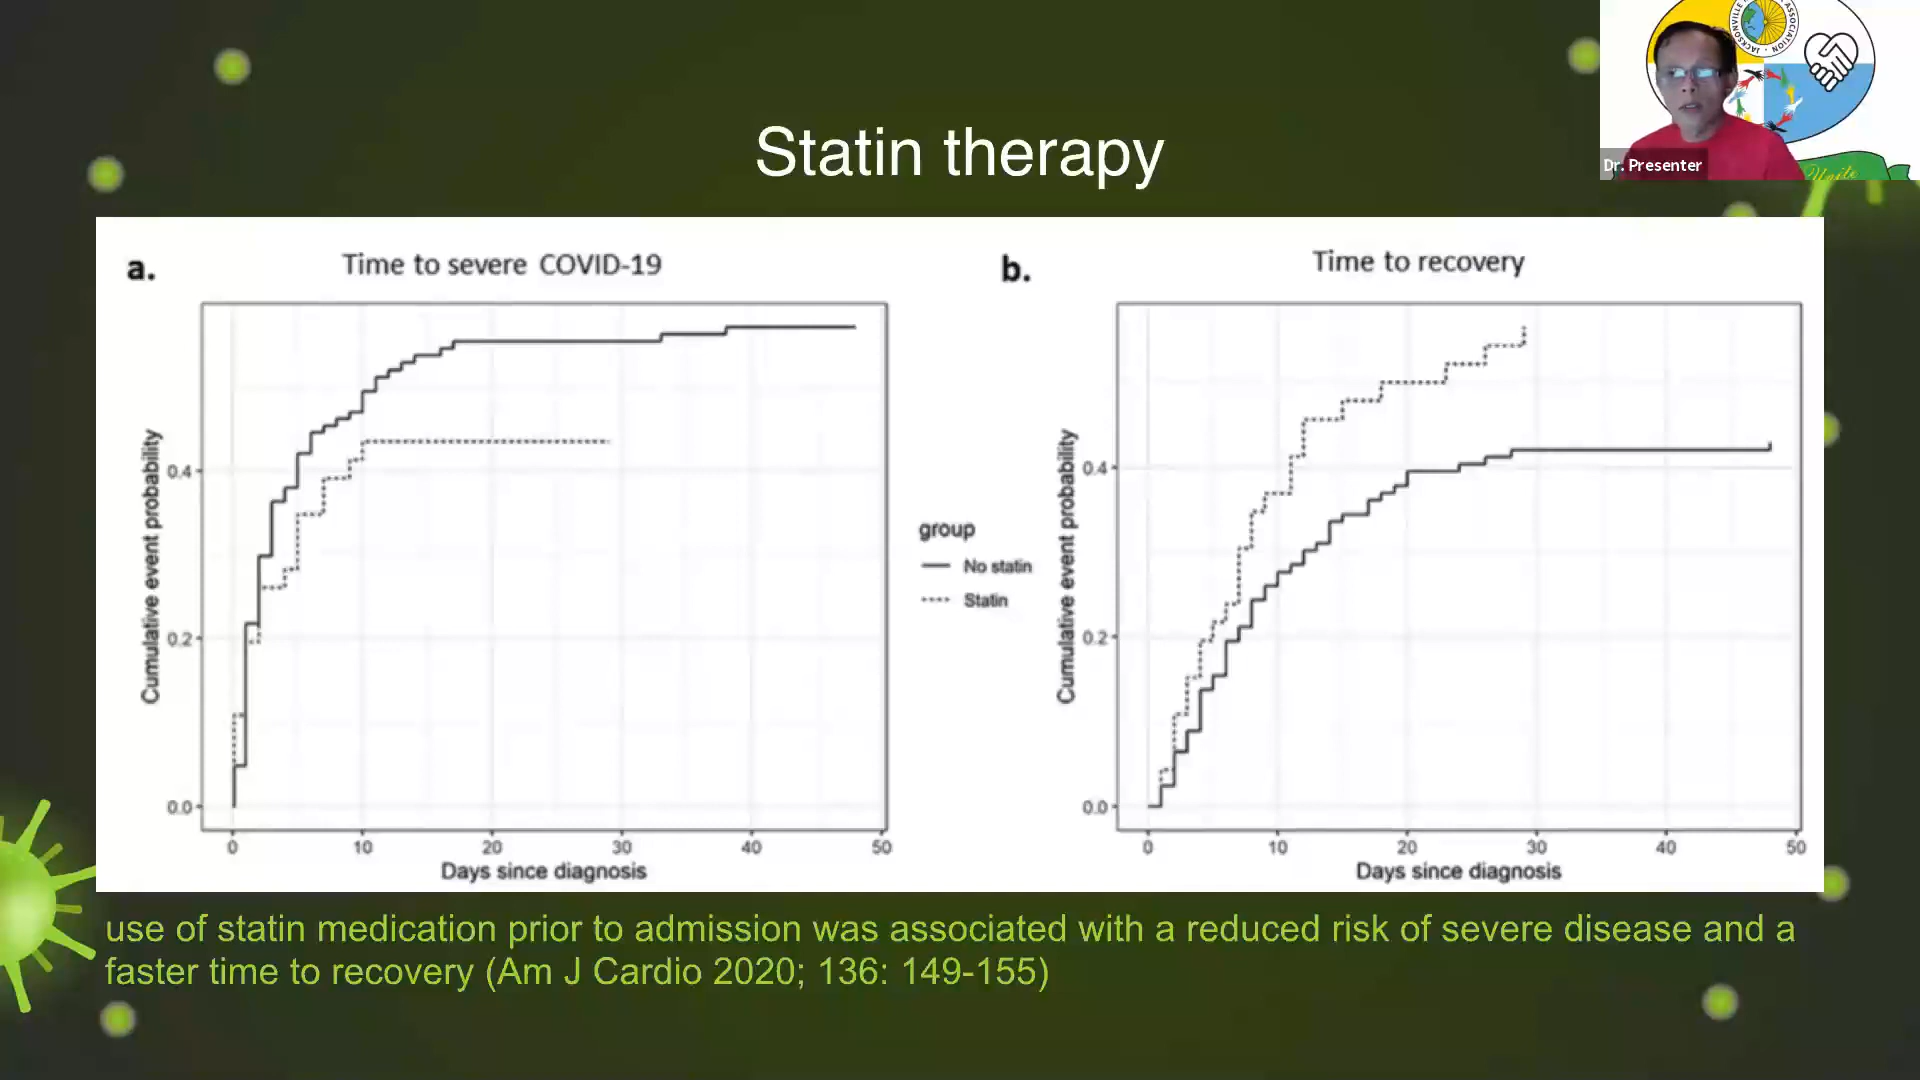 Statin therapy
JACKSONVILLE
ASSOCIATION
Dr. Presenter
Unite
a.
Time to severe COVID-19
Cumulative event probability
0.4
0.2
0.0
0
10
20
30
40
50
Days since diagnosis
group
No statin
Statin
b.
Time to recovery
Cumulative event probability
0.4
0.2
0.0
0
10
20
30
40
50
Days since diagnosis
use of statin medication prior to admission was associated with a reduced risk of severe disease and a
faster time to recovery (Am J Cardio 2020; 136: 149-155)